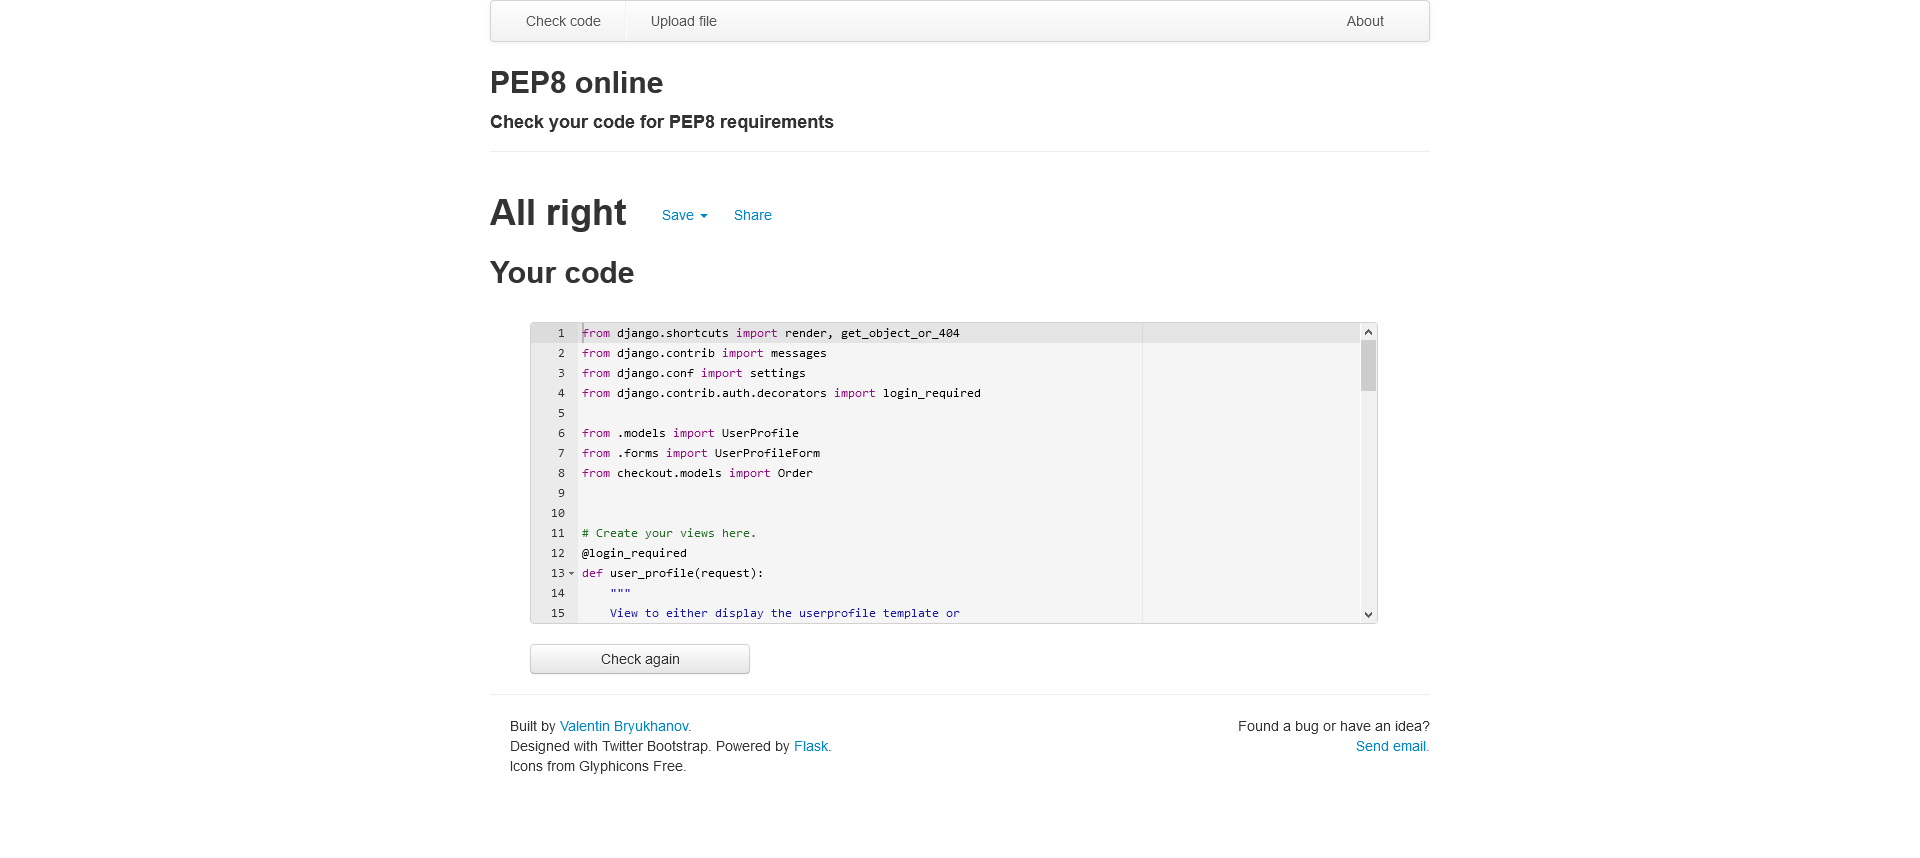 Check code
Upload file
About
PEP8 online
Check your code for PEP8 requirements
All right
Save
Share
Your code
1 from django.shortcuts import render, get_object_or_404
2 from django.contrib import messages
3 from django.conf import settings
4 from django.contrib.auth.decorators import login_required
5
6 from .models import UserProfile
7 from .forms import UserProfileForm
8 from checkout.models import Order
9
10
11 # Create your views here.
12 @login_required
13 def user_profile(request):
14     """
15     View to either display the userprofile template or
Check again
Built by Valentin Bryukhanov.
Designed with Twitter Bootstrap. Powered by Flask.
Icons from Glyphicons Free.
Found a bug or have an idea?
Send email.